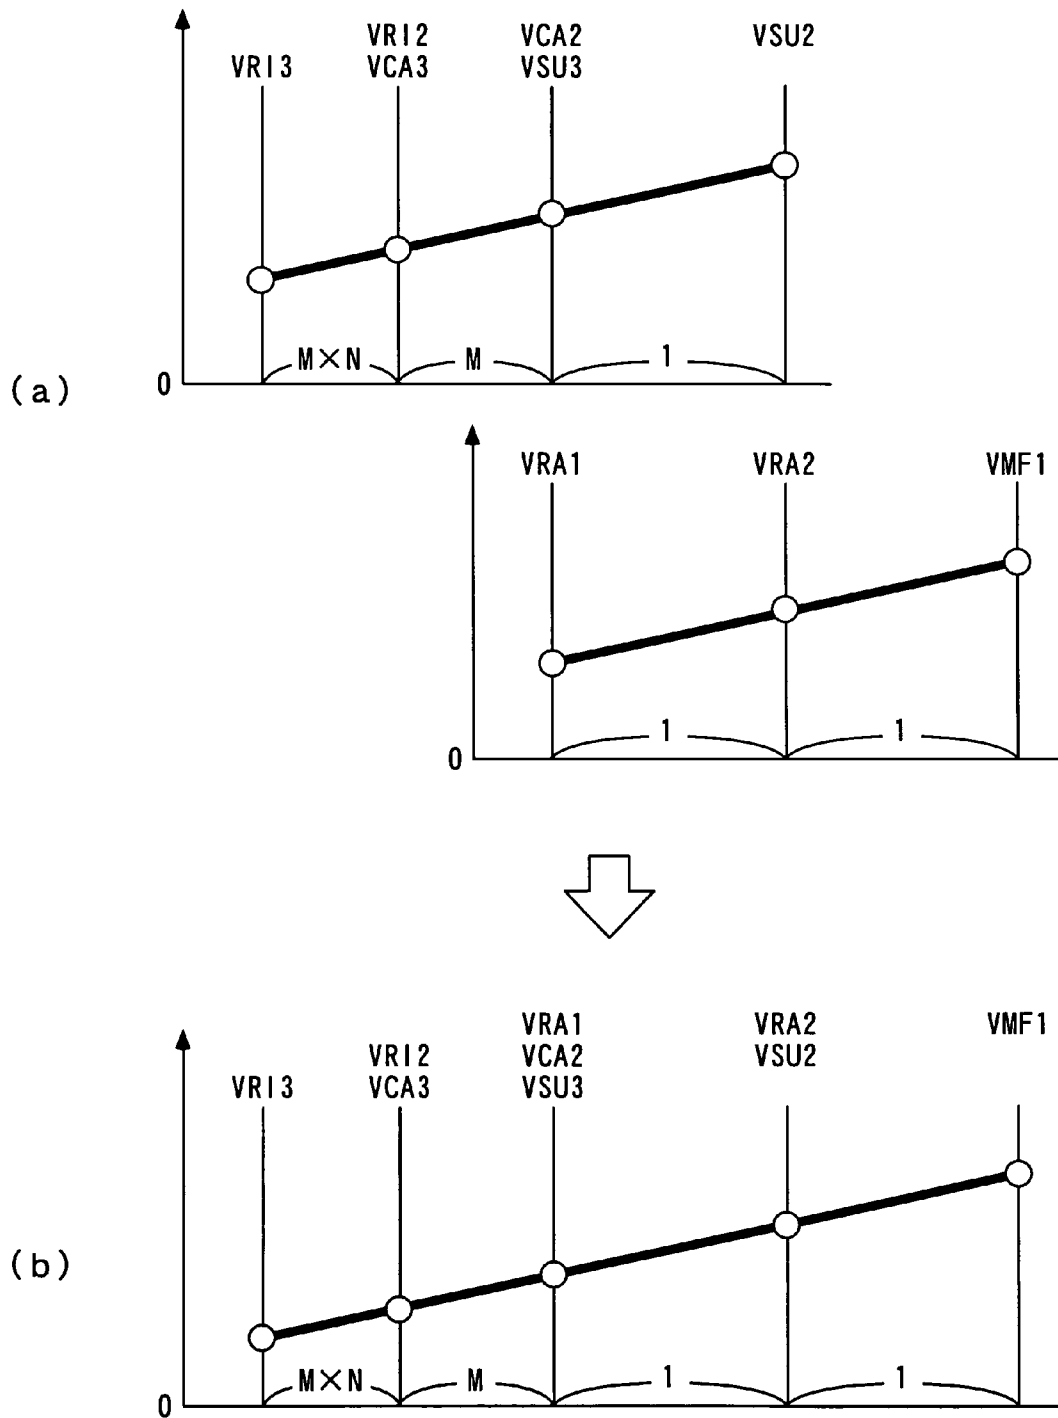 VRI3
VRI2
VCA3
VCA2
VSU3
VSU2
M×N
M
1
0
(a)
VRA1
VRA2
VMF1
1
1
0
VRI3
VRI2
VCA3
VRA1
VCA2
VSU3
VRA2
VSU2
VMF1
(b)
M×N
M
1
1
0